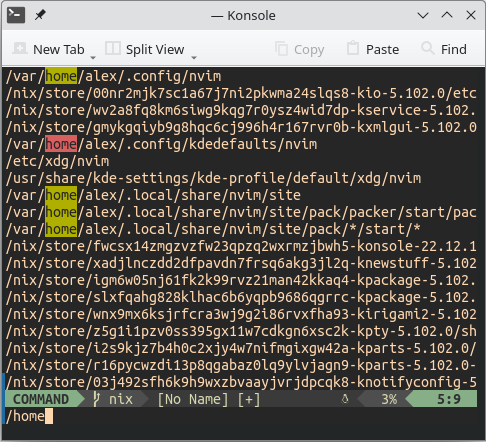 — Konsole
New Tab Split View Copy Paste Find
/var/home/alex/.config/nvim
/nix/store/00nr2mjk7sc1a67j7ni2pkwma24slqs8-kio-5.102.0/etc
/nix/store/wv2a8fq8km6siwg9kqg7r0ysz4wid7dp-kservice-5.102.
/nix/store/gmykgqiyb9g8hqc6cj996h4r167rvr0b-kxmlgui-5.102.0
/var/home/alex/.config/kdedefaults/nvim
/etc/xdg/nvim
/usr/share/kde-settings/kde-profile/default/xdg/nvim
/var/home/alex/.local/share/nvim/site
/var/home/alex/.local/share/nvim/site/pack/packer/start/pac
/var/home/alex/.local/share/nvim/site/pack/*/start/*
/nix/store/fwcsx14zmgzvzfw23qpzq2wxrmzjbwh5-konsole-22.12.1
/nix/store/xadjlnczdd2dfpavdn7frsq6akg3jl2q-knewstuff-5.102
/nix/store/igm6w05nj61fk2k99rvz21man42kkaq4-kpackage-5.102.
/nix/store/slxfqahg828klhac6b6yqpb9686qgrrc-kpackage-5.102.
/nix/store/wnx9mx6ksjrfcra3wj9g2i86rvxfha93-kirigami2-5.102
/nix/store/z5g1i1pzv0ss395gx11w7cdkgn6xsc2k-kpty-5.102.0/sh
/nix/store/i2s9kjz7b4h0c2xjy4w7nifmgixgw42a-kparts-5.102.0/
/nix/store/r16pycwzdi13p8qgabaz0lq9ylvjagn9-kparts-5.102.0-
/nix/store/03j492sfh6k9h9wxzbvaayjvrjdpcqk8-knotifyconfig-5
COMMAND nix [No Name] [+] 3% 5:9
/home